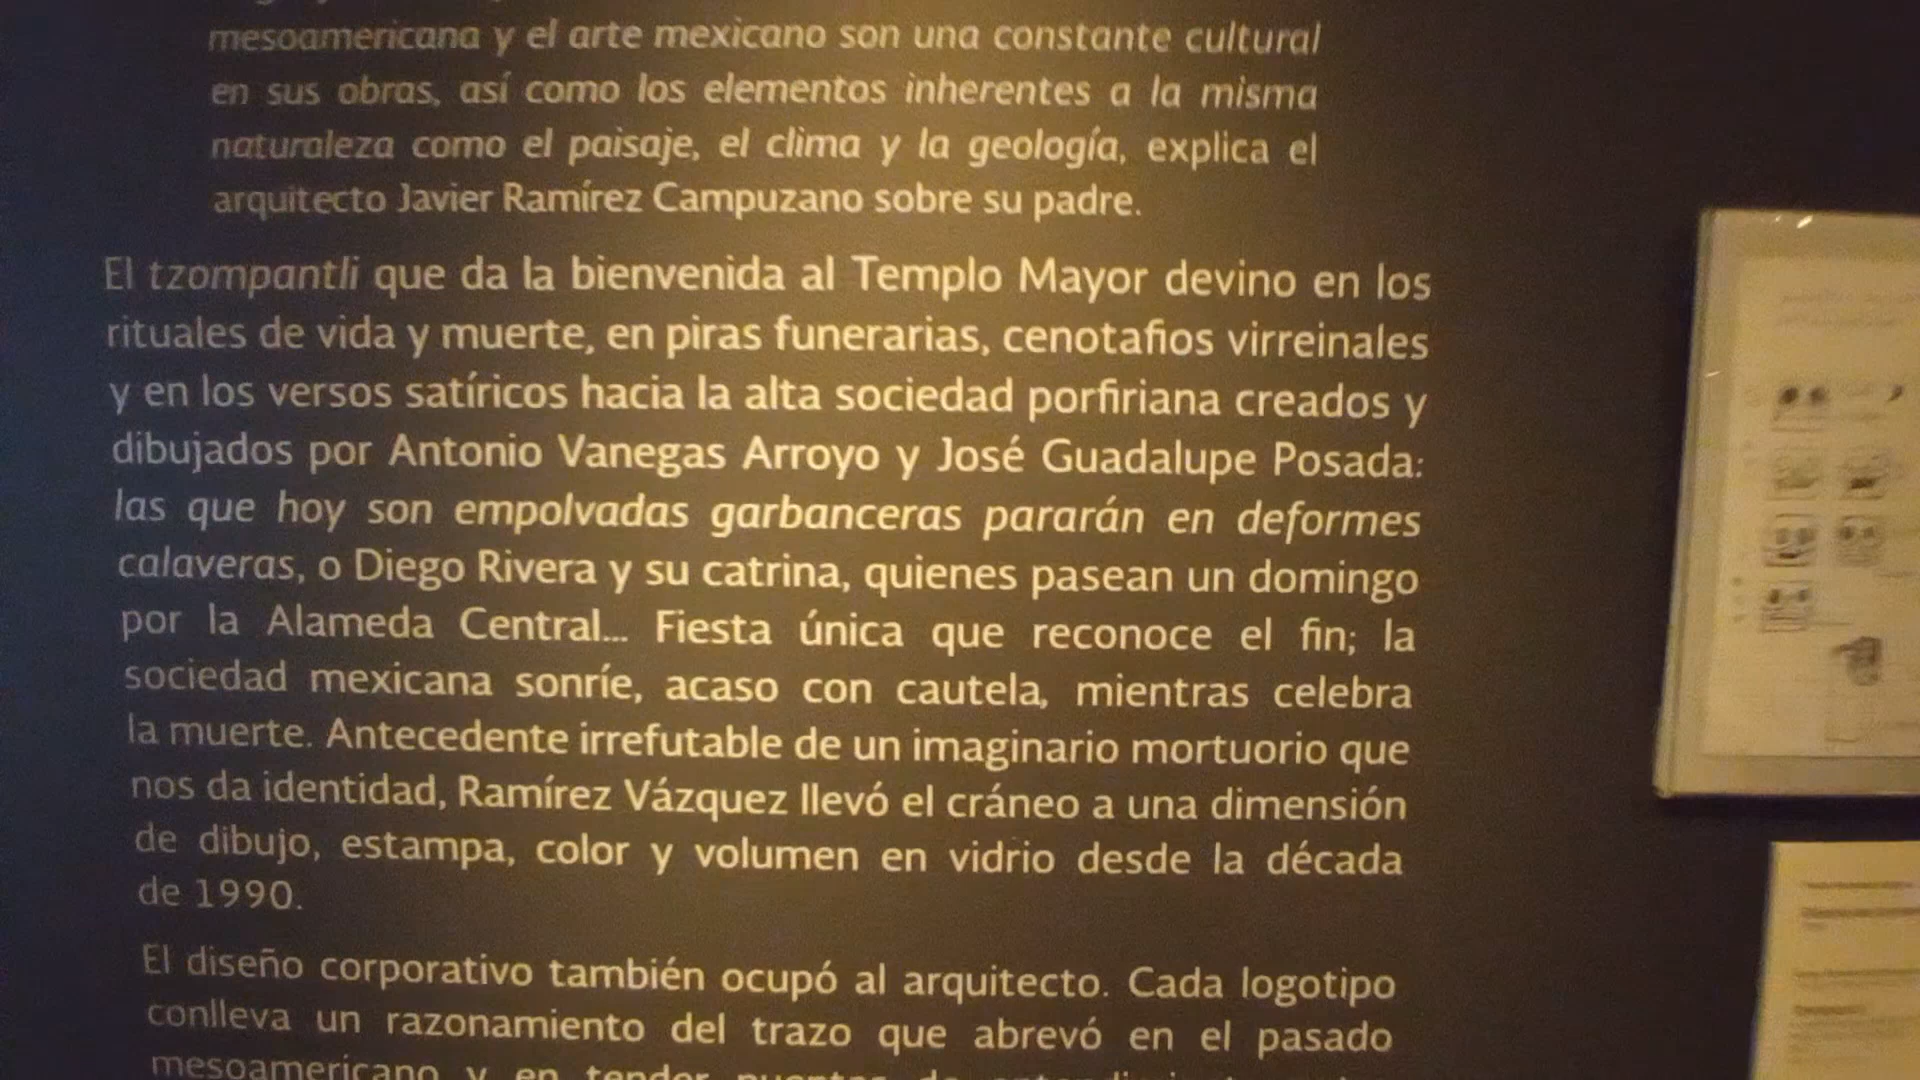 mesoamericana y el arte mexicano son una constante cultural
en sus obras, así como los elementos inherentes a la misma
naturaleza como el paisaje, el clima y la geología, explica el
arquitecto Javier Ramírez Campuzano sobre su padre.
El tzompantli que da la bienvenida al Templo Mayor devino en los
rituales de vida y muerte, en piras funerarias, cenotafios virreinales
y en los versos satíricos hacia la alta sociedad porfiriana creados y
dibujados por Antonio Vanegas Arroyo y José Guadalupe Posada:
las que hoy son empolvadas garbanceras pararán en deformes
calaveras, o Diego Rivera y su catrina, quienes pasean un domingo
por la Alameda Central... Fiesta única que reconoce el fin; la
sociedad mexicana sonríe, acaso con cautela, mientras celebra
la muerte. Antecedente irrefutable de un imaginario mortuorio que
nos da identidad, Ramírez Vázquez llevó el cráneo a una dimensión
de dibujo, estampa, color y volumen en vidrio desde la década
de 1990.
El diseño corporativo también ocupó al arquitecto. Cada logotipo
conlleva un razonamiento del trazo que abrevó en el pasado
mesoamericano y en tender